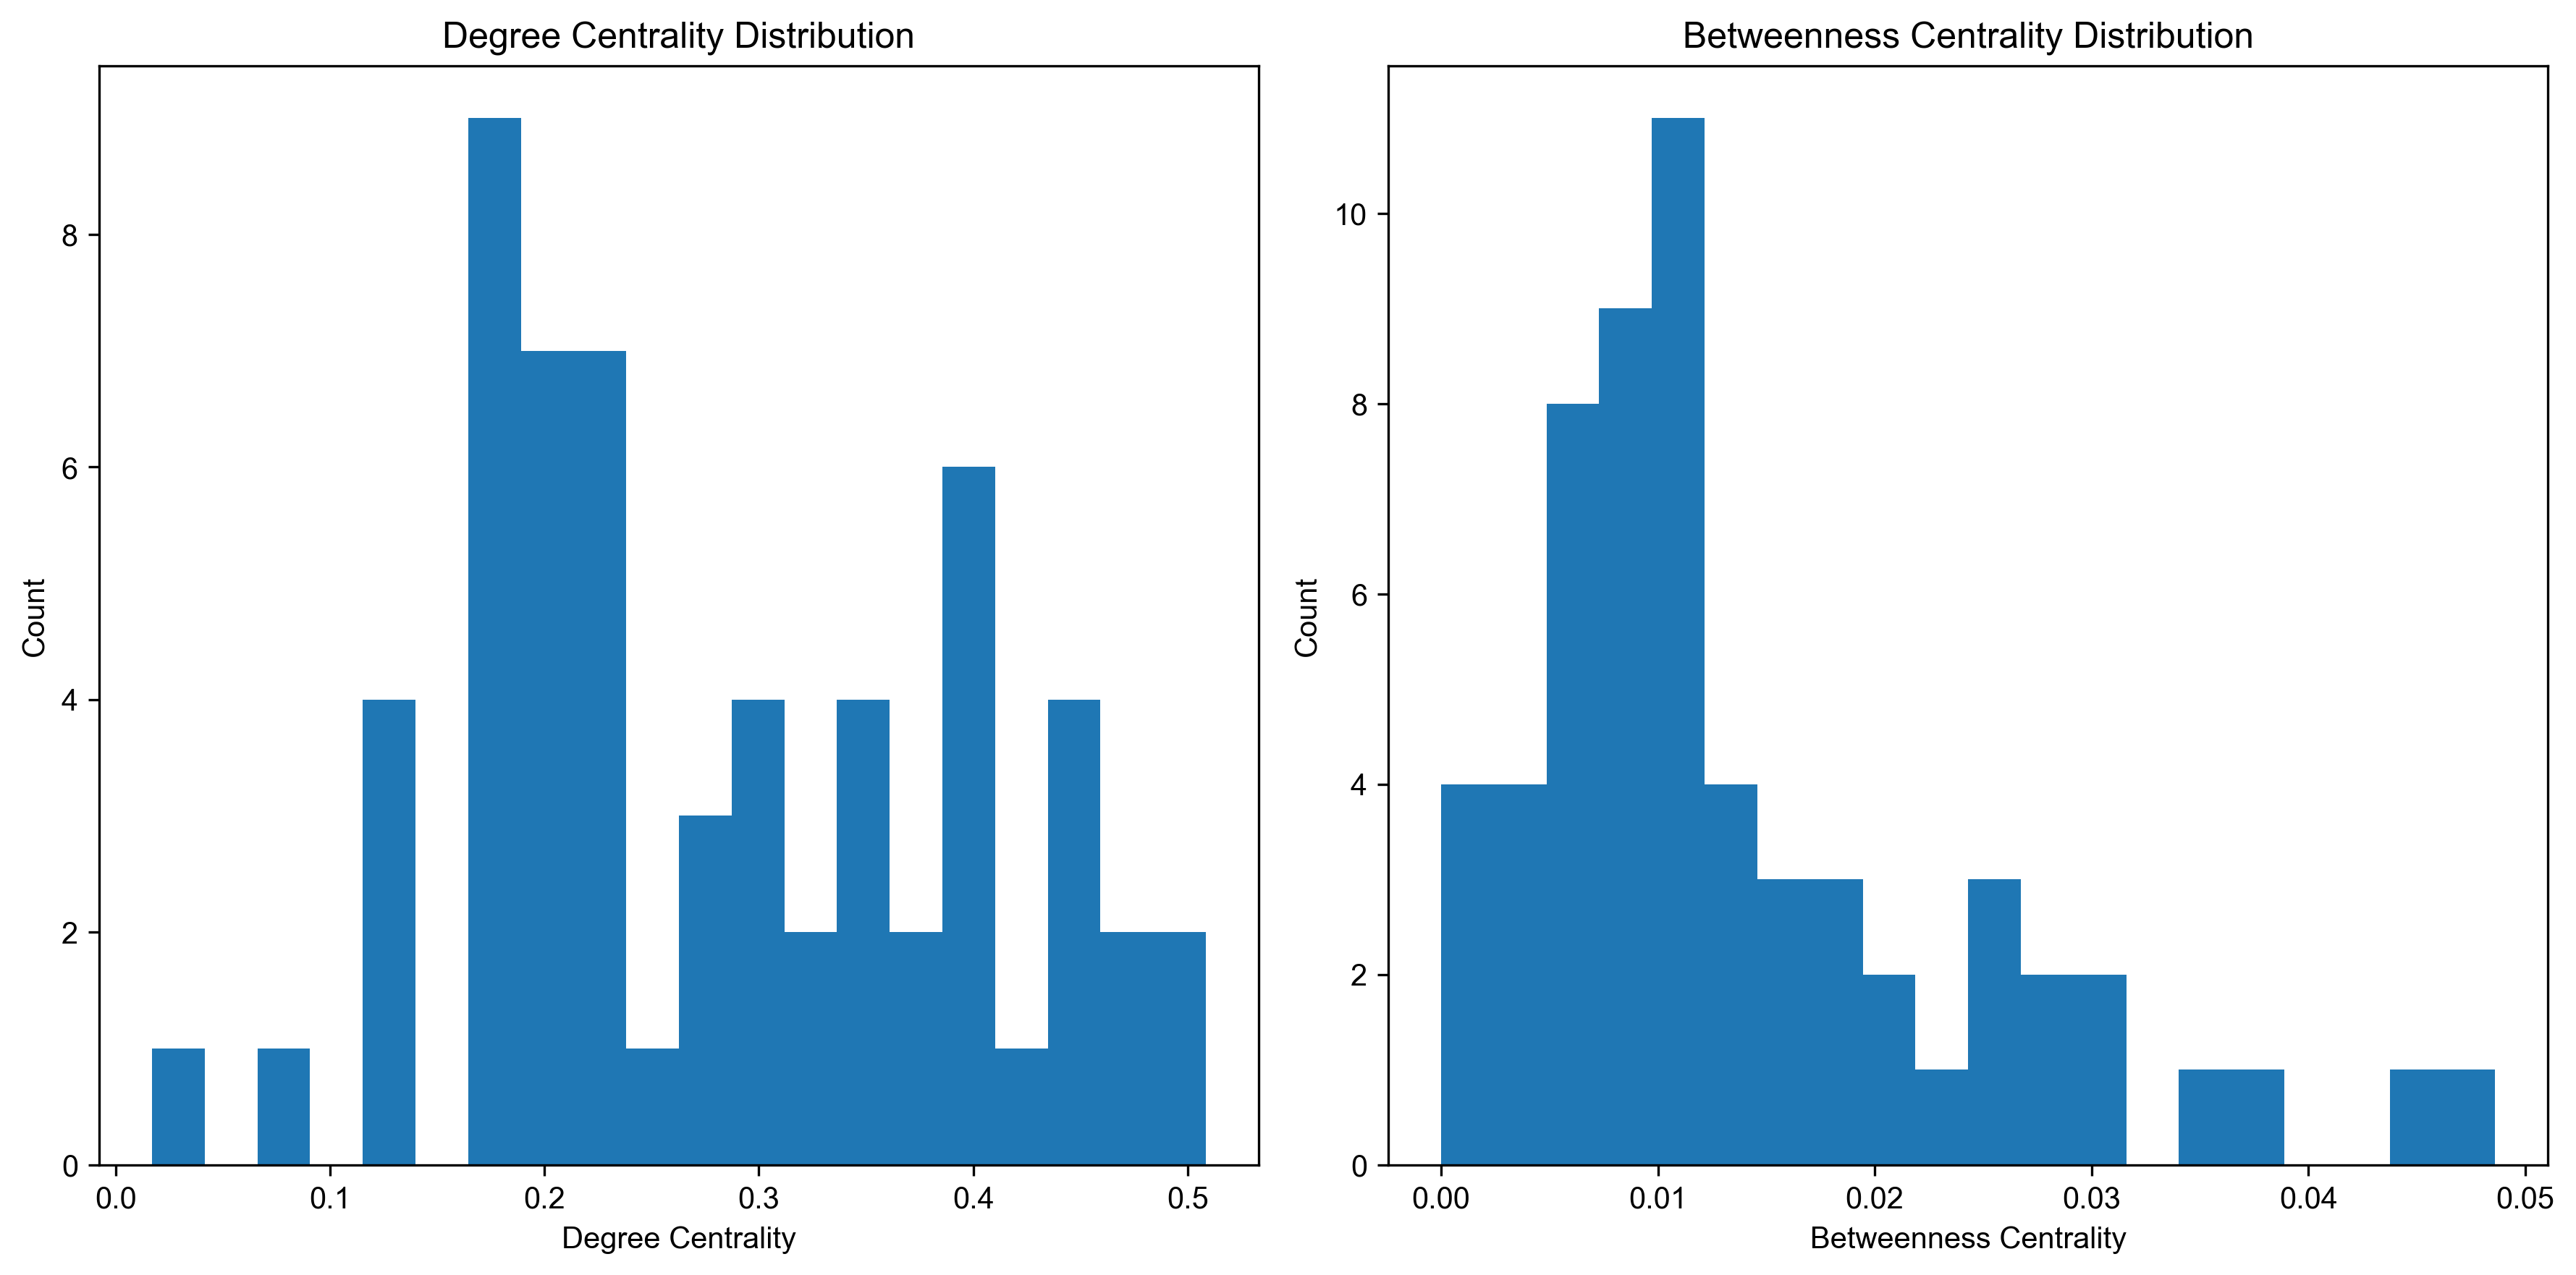 Degree Centrality Distribution
Count
8
6
4
2
0
0.0 0.1 0.2 0.3 0.4 0.5
Degree Centrality
Betweenness Centrality Distribution
Count
10
8
6
4
2
0
0.00 0.01 0.02 0.03 0.04 0.05
Betweenness Centrality